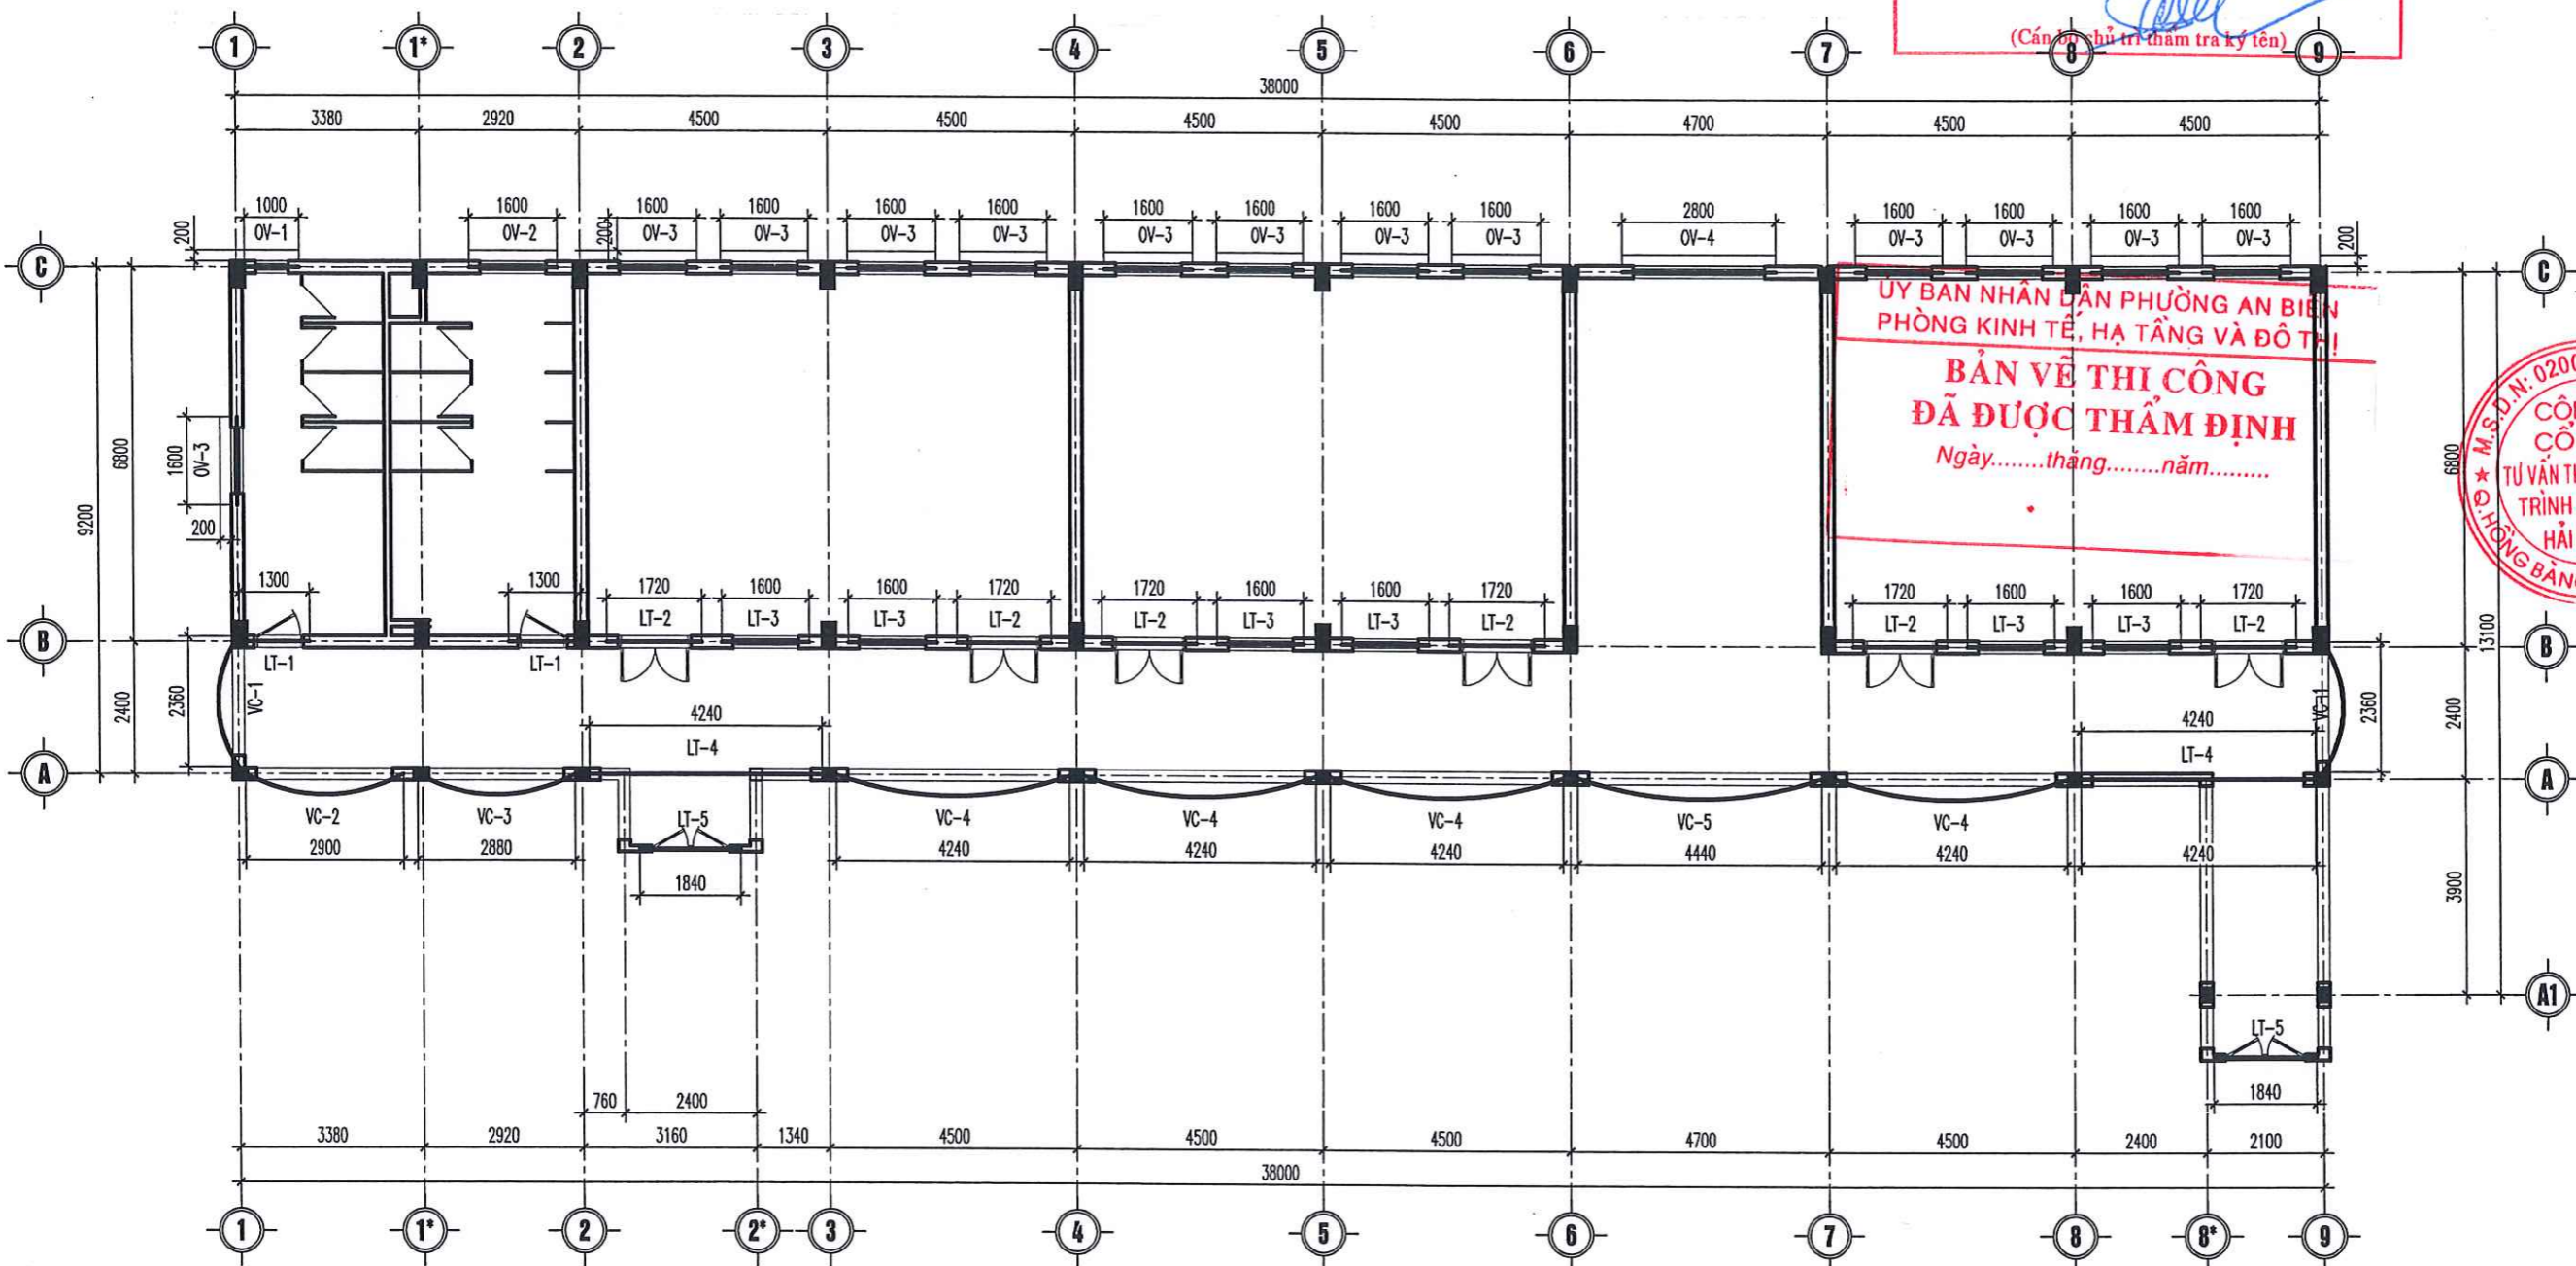 (Cán bộ chủ trì thẩm tra ký tên)
1 1* 2 3 4 5 6 7 8 9
38000
3380 2920 4500 4500 4500 4500 4700 4500 4500
1000 1600 1600 1600 1600 1600 1600 1600 1600 1600 2800 1600 1600 1600 1600
200 OV-1 OV-2 200 OV-3 OV-3 OV-3 OV-3 OV-3 OV-3 OV-3 OV-3 OV-4 OV-3 OV-3 OV-3 OV-3 200
C C
ỦY BAN NHÂN DÂN PHƯỜNG AN BIÊN
PHÒNG KINH TẾ, HẠ TẦNG VÀ ĐÔ THỊ
BẢN VẼ THI CÔNG
ĐÃ ĐƯỢC THẨM ĐỊNH
Ngày........tháng........năm.........
M.S.D.N: 0200
CỔ
TƯ VẤN
TRÌNH
HẢI
Q.HỒNG BÀNG
9200 6800 1600 OV-3 200
6800 13100
1300 1300 1720 1600 1600 1720 1720 1600 1600 1720 1720 1600 1600 1720
LT-2 LT-3 LT-3 LT-2 LT-2 LT-3 LT-3 LT-2 LT-2 LT-3 LT-3 LT-2
B B
LT-1 LT-1
VC-1 VC-1
2400 2360 2360 2400
4240 4240
LT-4 LT-4
A A
VC-2 VC-3 LT-5 VC-4 VC-4 VC-4 VC-5 VC-4
2900 2880 4240 4240 4240 4440 4240 4240
1840
3900
A1
LT-5
1840
760 2400
3380 2920 3160 1340 4500 4500 4500 4700 4500 2400 2100
38000
1 1* 2 2* 3 4 5 6 7 8 8* 9